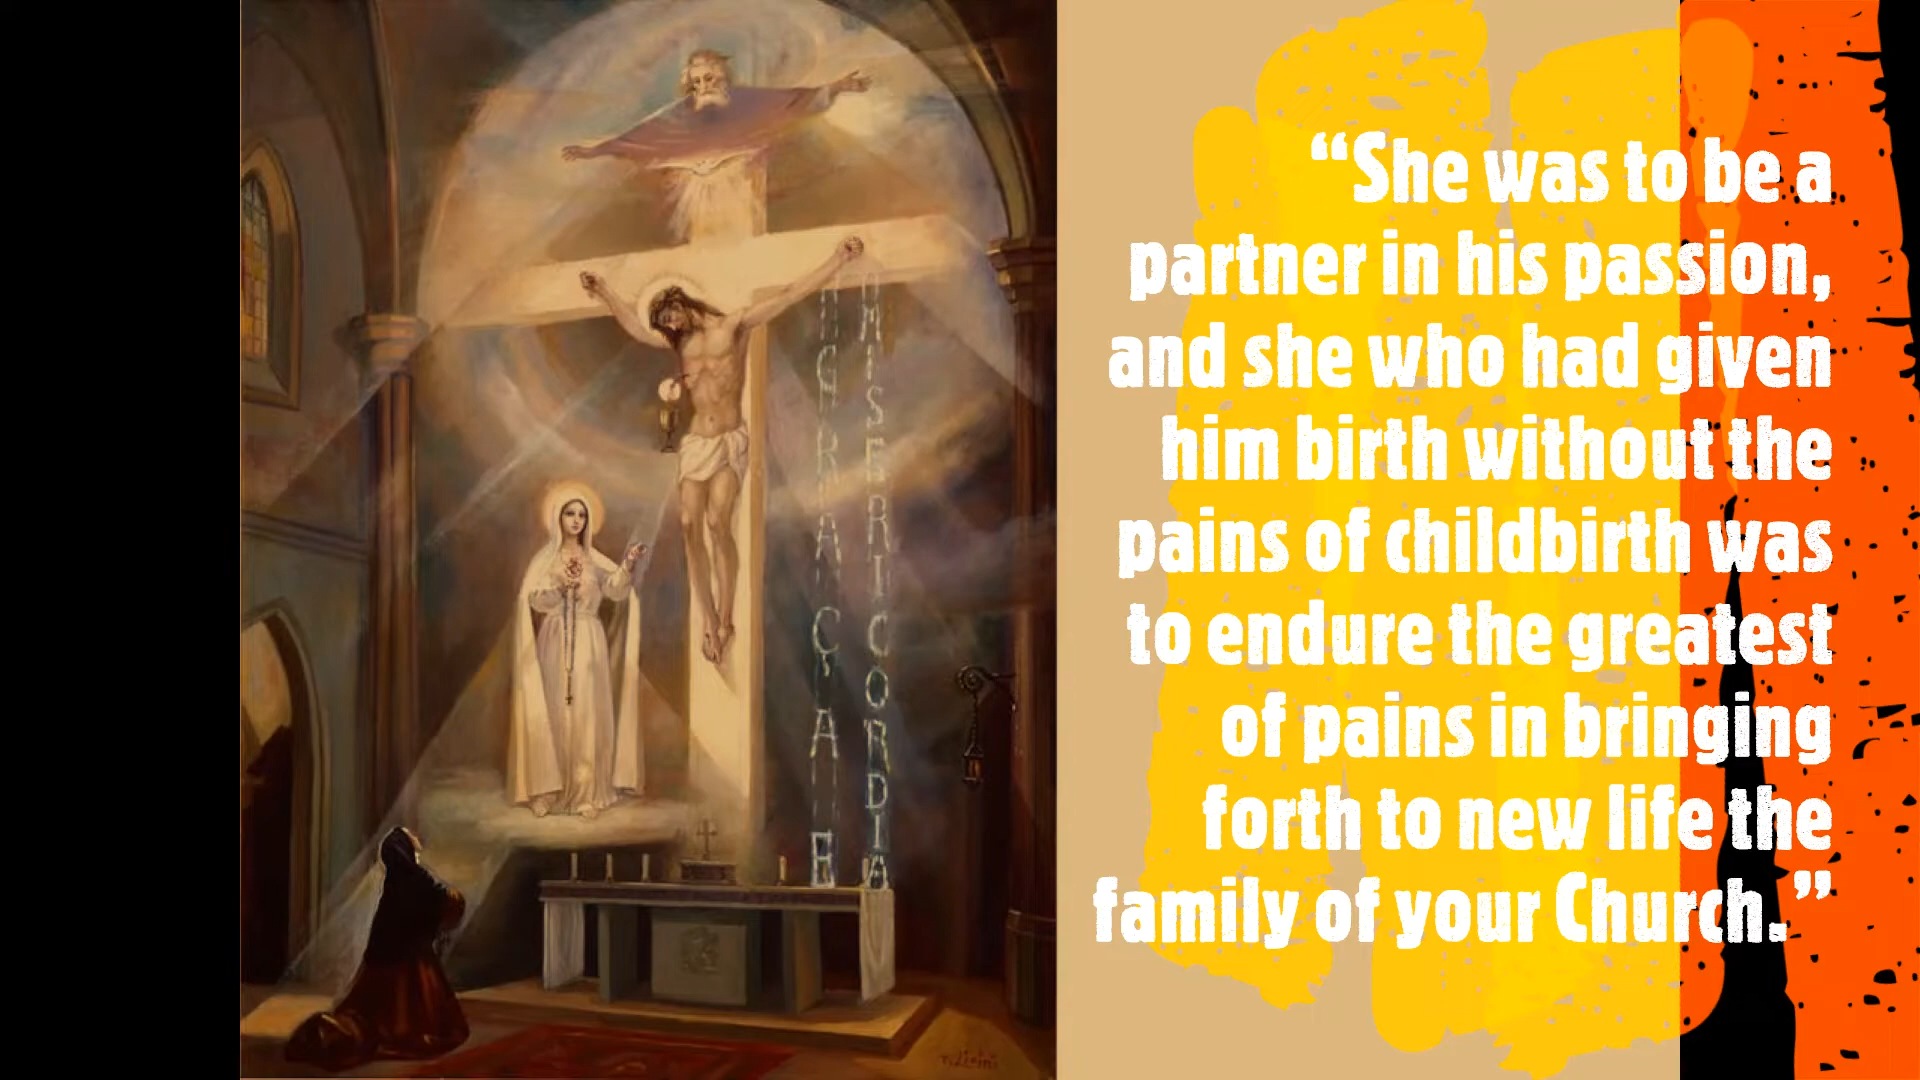 “She was to be a
partner in his passion,
and she who had given
him birth without the
pains of childbirth was
to endure the greatest
of pains in bringing
forth to new life the
family of your Church.”
GRAÇA E
MISERICORDIA